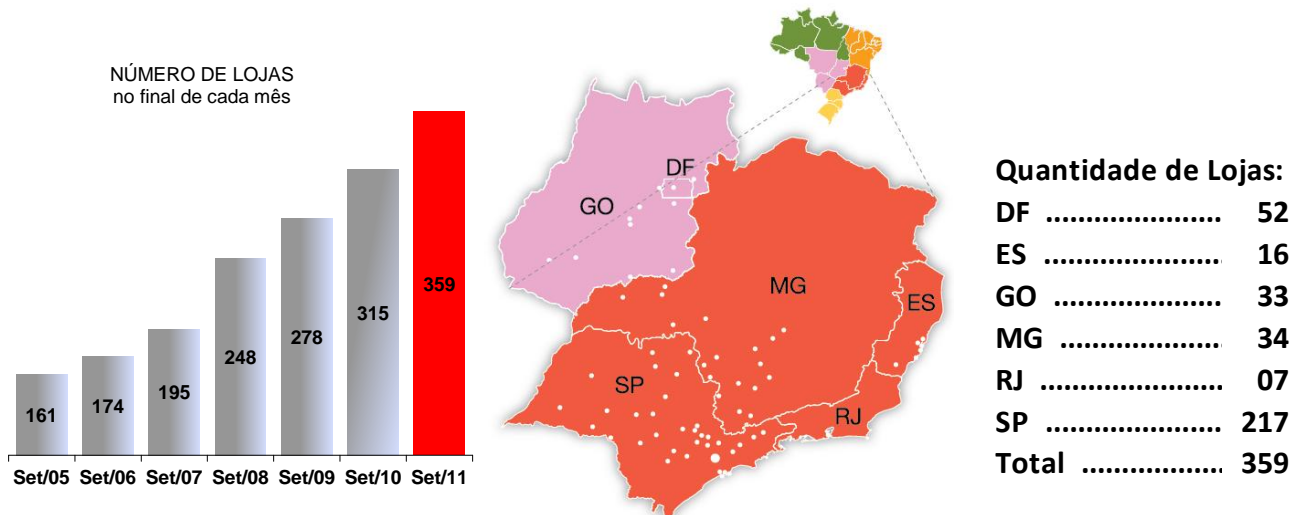 NÚMERO DE LOJAS
no final de cada mês
161
174
195
248
278
315
359
Set/05 Set/06 Set/07 Set/08 Set/09 Set/10 Set/11
DF
GO
MG
ES
SP
RJ
Quantidade de Lojas:
DF ...................... 52
ES ...................... 16
GO ..................... 33
MG ..................... 34
RJ ....................... 07
SP ...................... 217
Total .................. 359